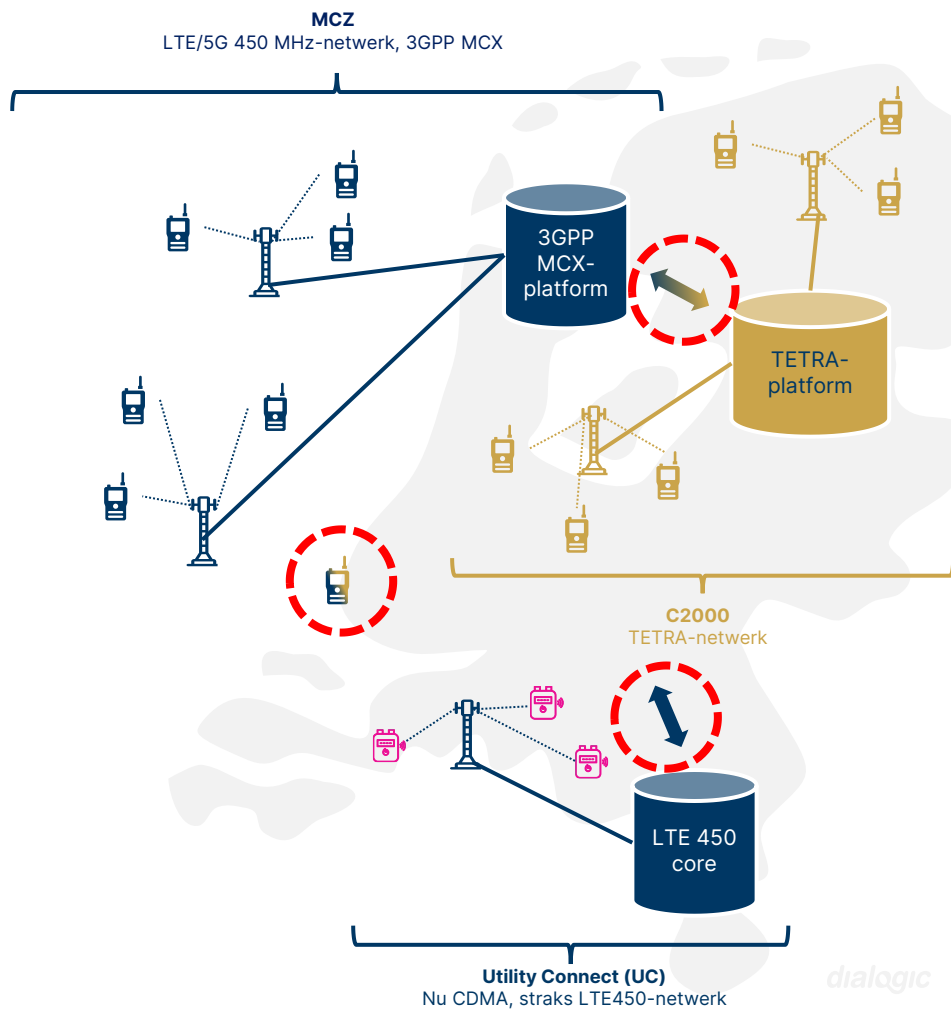 MCZ
LTE/5G 450 MHz-netwerk, 3GPP MCX
3GPP
MCX-
platform
TETRA-
platform
C2000
TETRA-netwerk
LTE 450
core
Utility Connect (UC)
Nu CDMA, straks LTE450-netwerk
dialogic